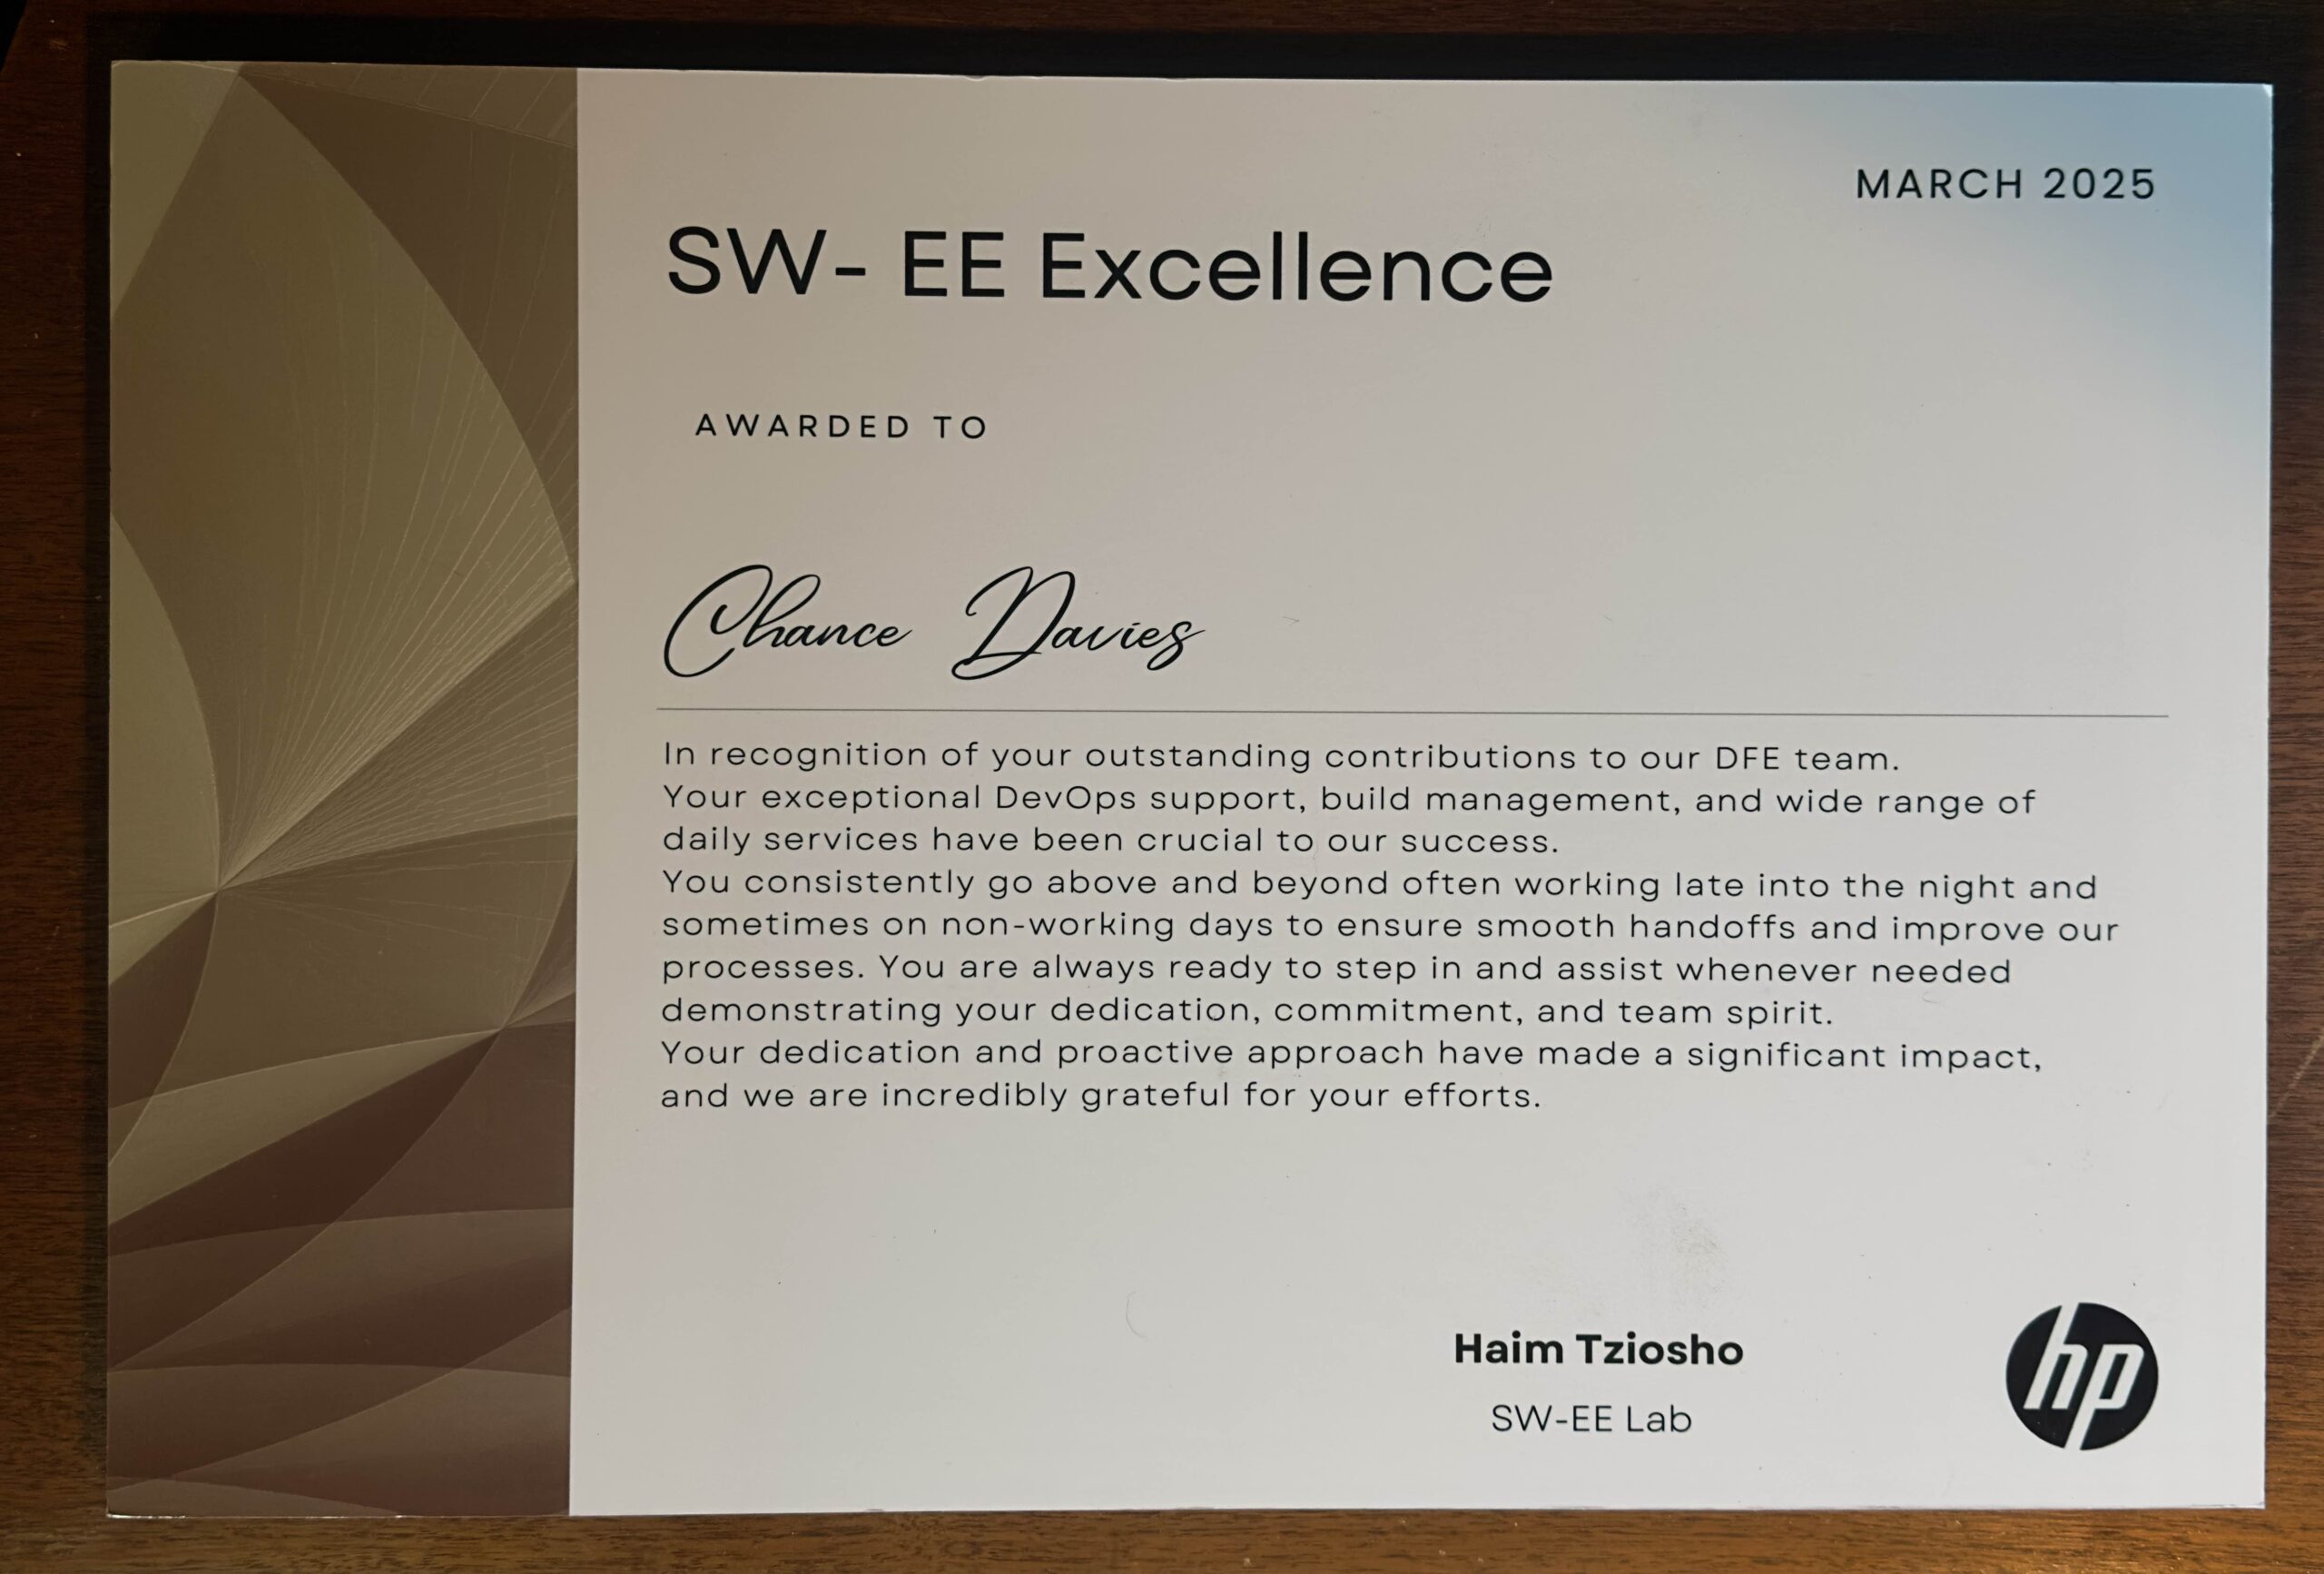 MARCH 2025
SW- EE Excellence
AWARDED TO
Chance Davies
In recognition of your outstanding contributions to our DFE team.
Your exceptional DevOps support, build management, and wide range of
daily services have been crucial to our success.
You consistently go above and beyond often working late into the night and
sometimes on non-working days to ensure smooth handoffs and improve our
processes. You are always ready to step in and assist whenever needed
demonstrating your dedication, commitment, and team spirit.
Your dedication and proactive approach have made a significant impact,
and we are incredibly grateful for your efforts.
Haim Tziosho
SW-EE Lab
hp